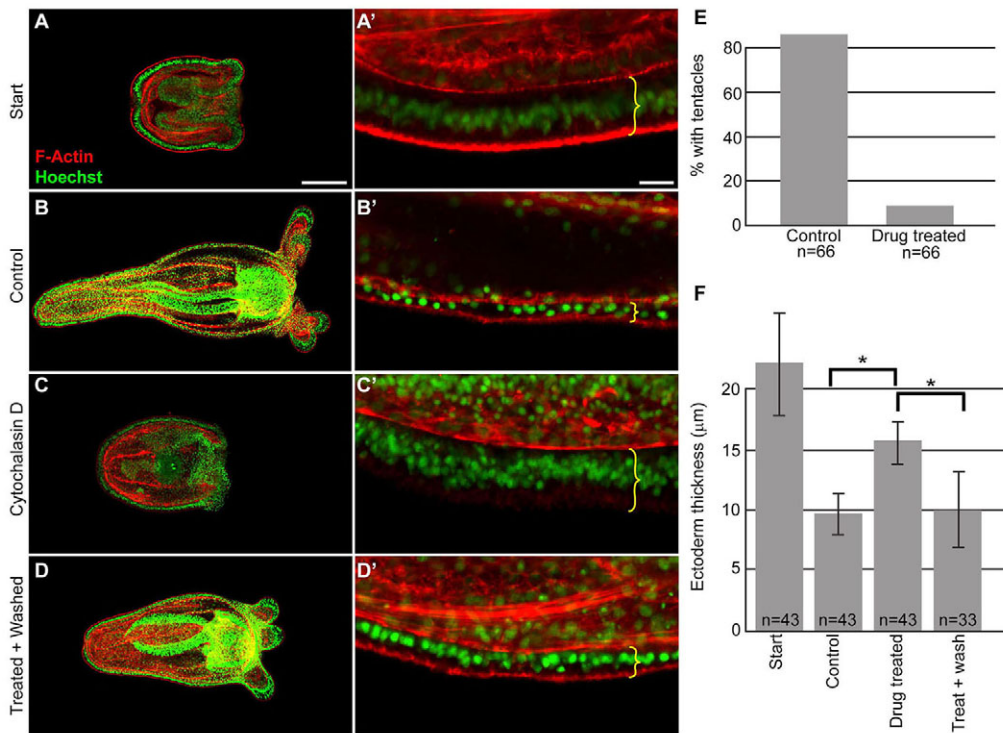 A
A'
Start
F-Actin
Hoechst
B
B'
Control
C
C'
Cytochalasin D
D
D'
Treated + Washed
E
% with tentacles
80
60
40
20
0
Control
n=66
Drug treated
n=66
F
Ectoderm thickness (μm)
20
15
10
5
0
*
*
n=43
n=43
n=43
n=33
Start
Control
Drug treated
Treat + wash